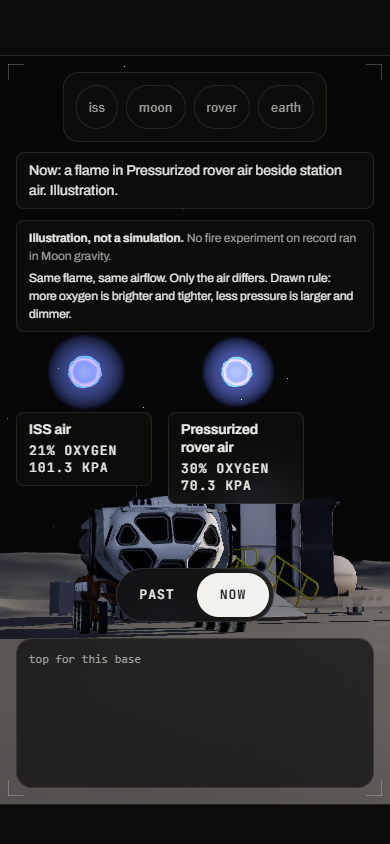 iss
moon
rover
earth
Now: a flame in Pressurized rover air beside station
air. Illustration.
Illustration, not a simulation. No fire experiment on record ran
in Moon gravity.
Same flame, same airflow. Only the air differs. Drawn rule:
more oxygen is brighter and tighter, less pressure is larger and
dimmer.
ISS air
21% OXYGEN
101.3 KPA
Pressurized
rover air
30% OXYGEN
70.3 KPA
PAST
NOW
top for this base